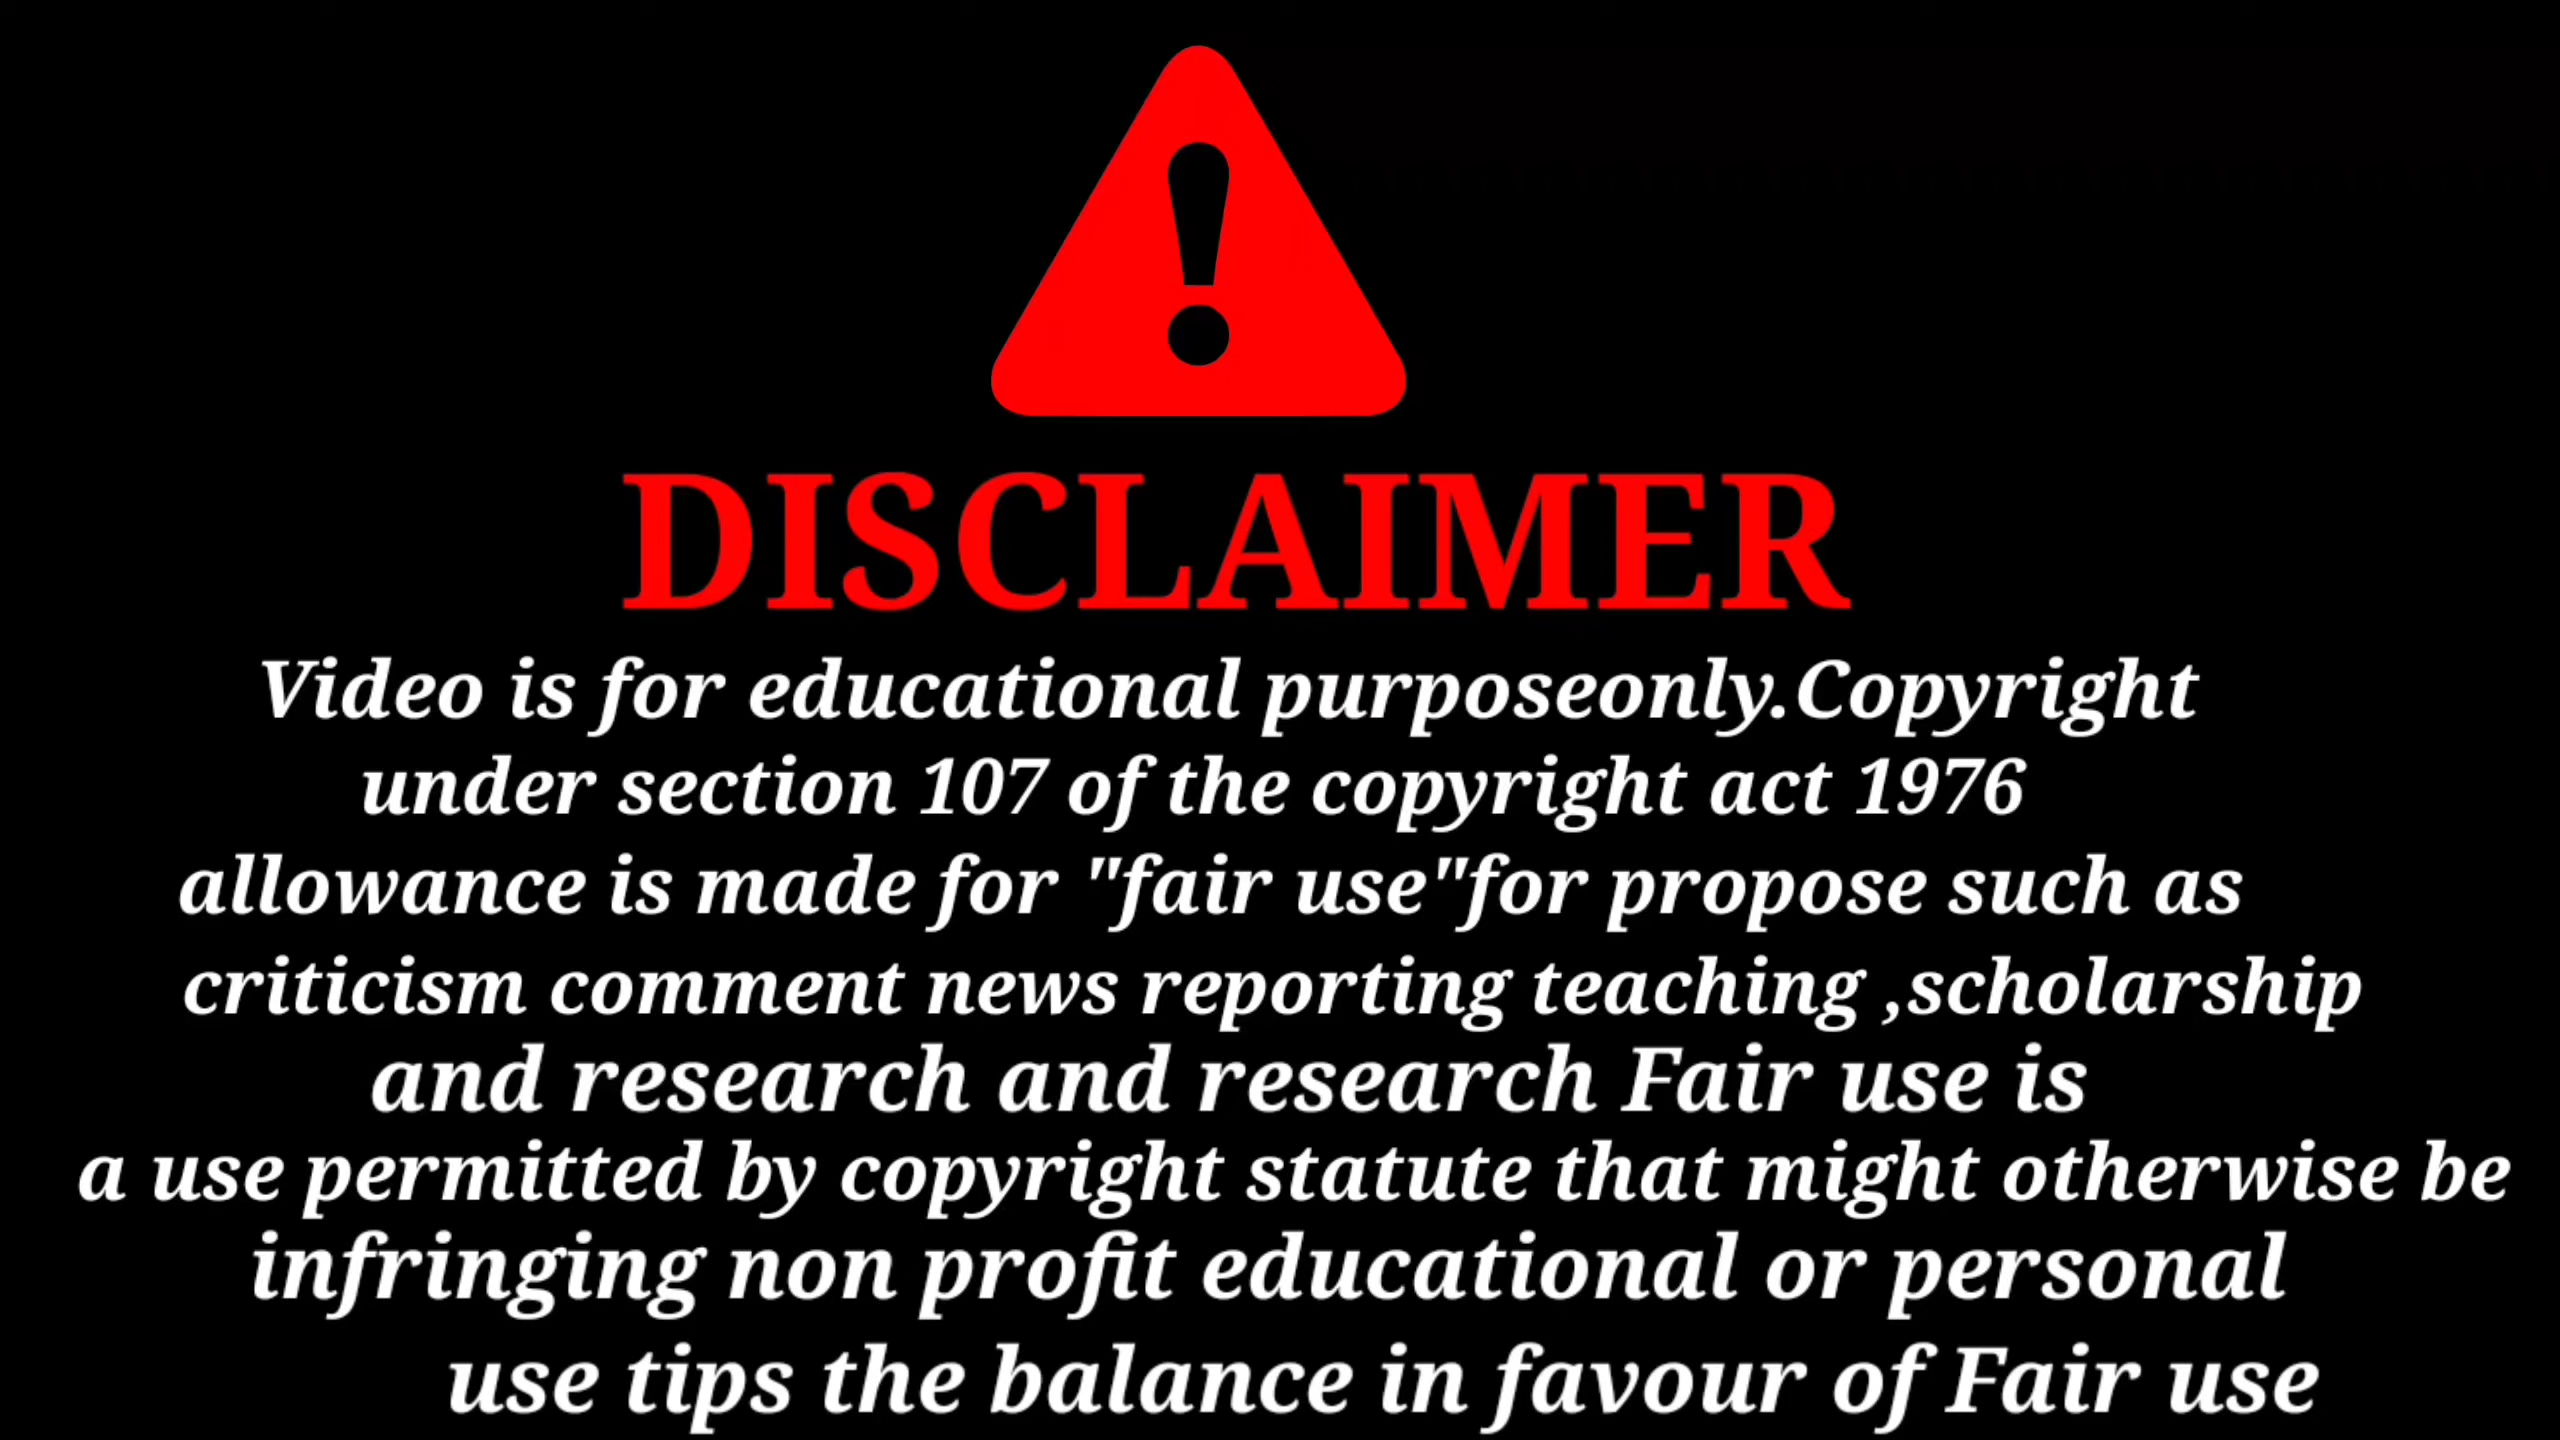 DISCLAIMER
Video is for educational purposeonly.Copyright
under section 107 of the copyright act 1976
allowance is made for "fair use"for propose such as
criticism comment news reporting teaching ,scholarship
and research and research Fair use is
a use permitted by copyright statute that might otherwise be
infringing non profit educational or personal
use tips the balance in favour of Fair use